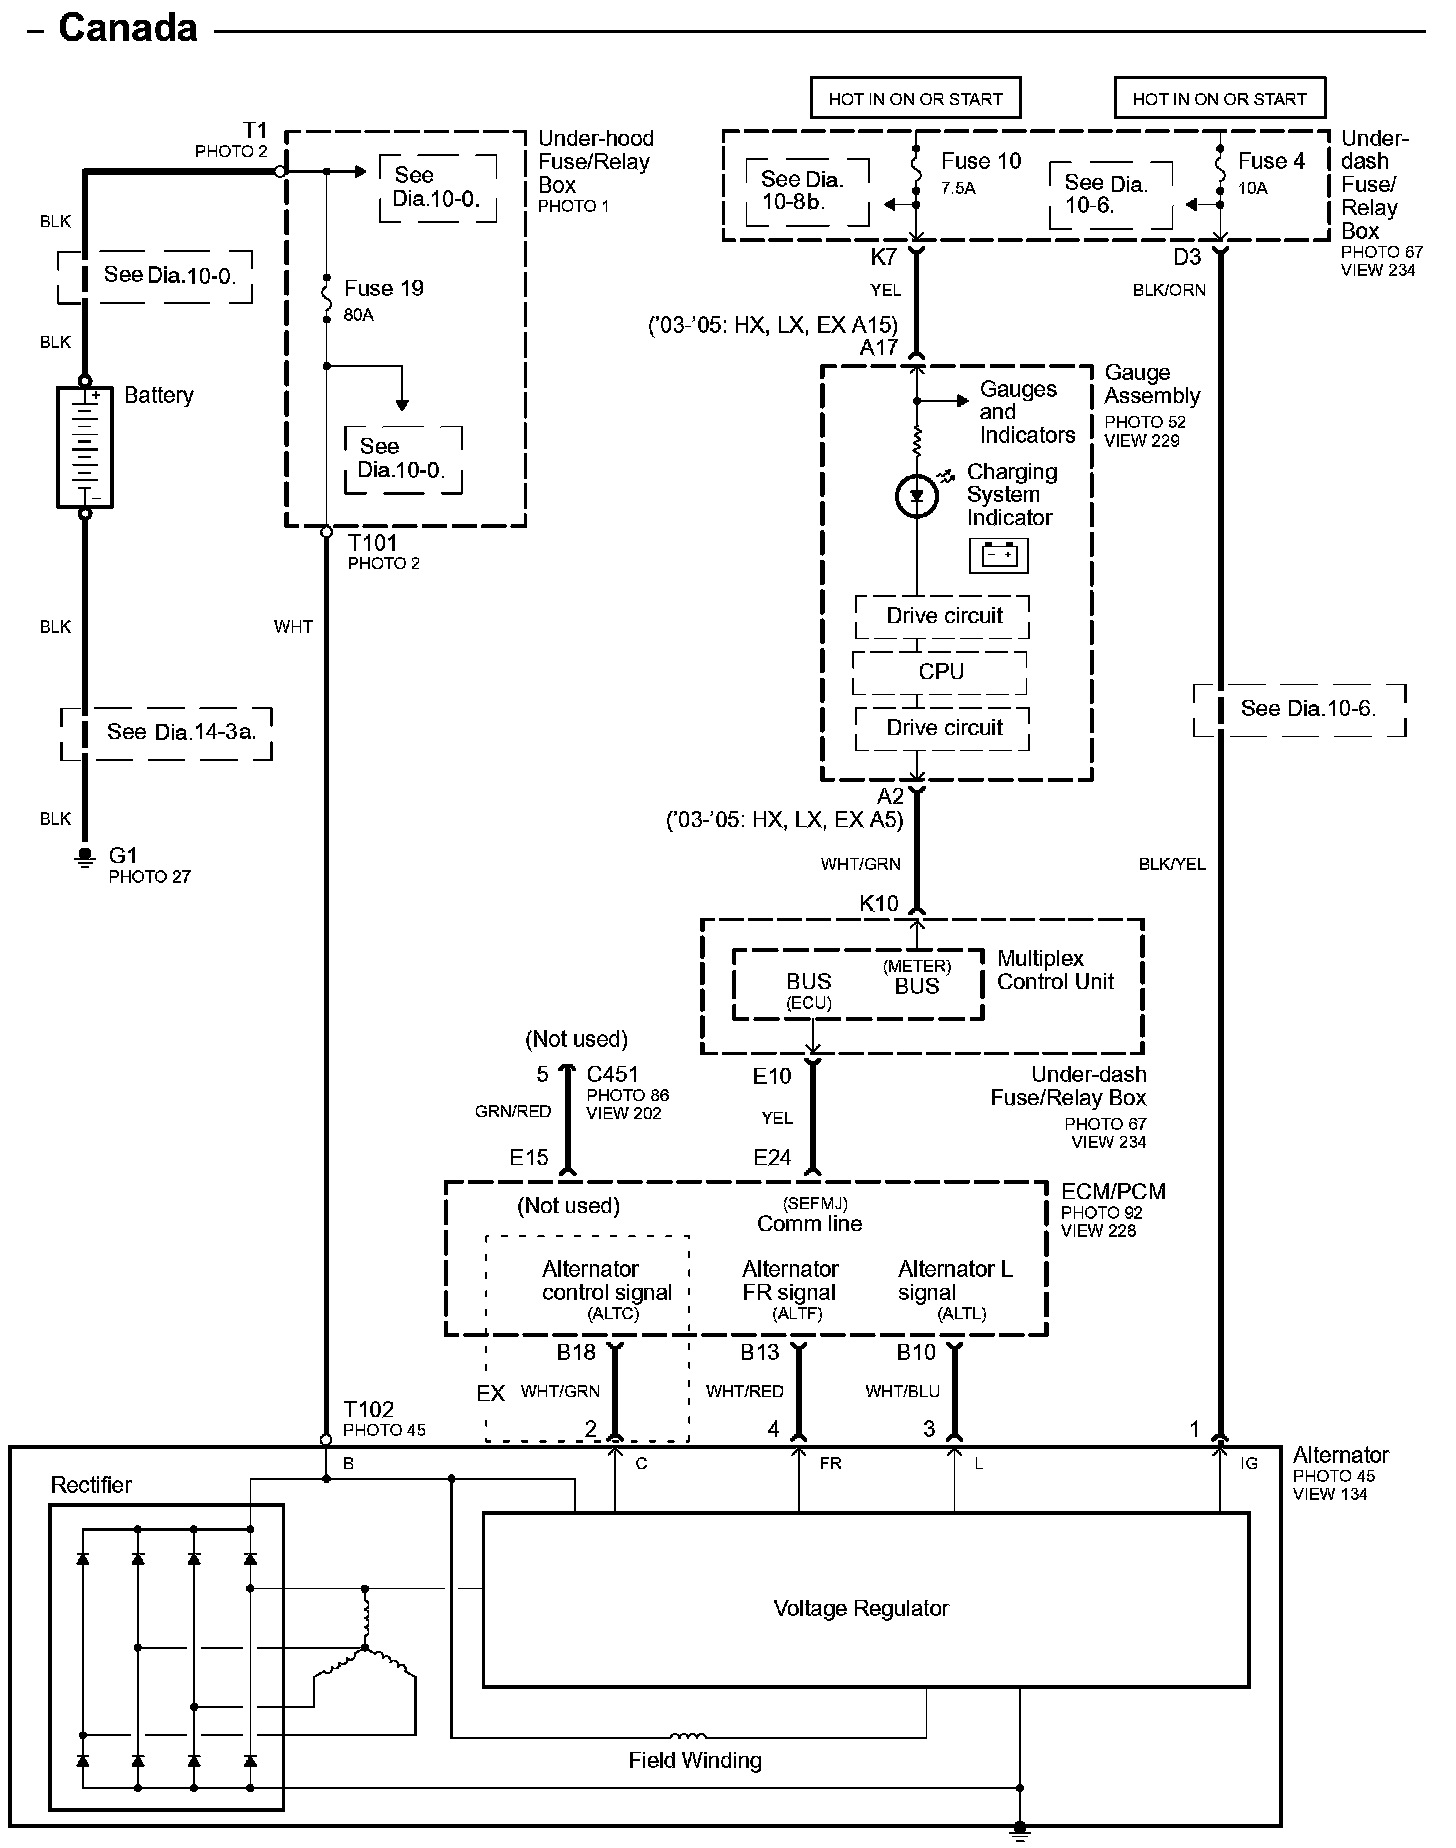 Canada
HOT IN ON OR START
HOT IN ON OR START
T1
PHOTO 2
Under-hood
Fuse/Relay
Box
PHOTO 1
See
Dia.10-0.
See Dia.
10-8b.
Fuse 10
7.5A
See Dia.
10-6.
Fuse 4
10A
Under-
dash
Fuse/
Relay
Box
PHOTO 67
VIEW 234
BLK
See Dia.10-0.
BLK
Fuse 19
80A
K7
YEL
D3
BLK/ORN
('03-'05: HX, LX, EX A15)
A17
Battery
+
−
See
Dia.10-0.
Gauges
and
Indicators
Gauge
Assembly
PHOTO 52
VIEW 229
Charging
System
Indicator
− +
T101
PHOTO 2
Drive circuit
CPU
Drive circuit
BLK
WHT
See Dia.14-3a.
See Dia.10-6.
BLK
G1
PHOTO 27
A2
('03-'05: HX, LX, EX A5)
WHT/GRN
BLK/YEL
K10
(METER)
BUS
BUS
(ECU)
Multiplex
Control Unit
(Not used)
5
C451
PHOTO 86
VIEW 202
GRN/RED
E15
E10
YEL
E24
Under-dash
Fuse/Relay Box
PHOTO 67
VIEW 234
(Not used)
(SEFMJ)
Comm line
ECM/PCM
PHOTO 92
VIEW 228
Alternator
control signal
(ALTC)
Alternator
FR signal
(ALTF)
Alternator L
signal
(ALTL)
B18
B13
B10
EX
WHT/GRN
WHT/RED
WHT/BLU
T102
PHOTO 45
2
4
3
1
B
C
FR
L
IG
Alternator
PHOTO 45
VIEW 134
Rectifier
Voltage Regulator
Field Winding